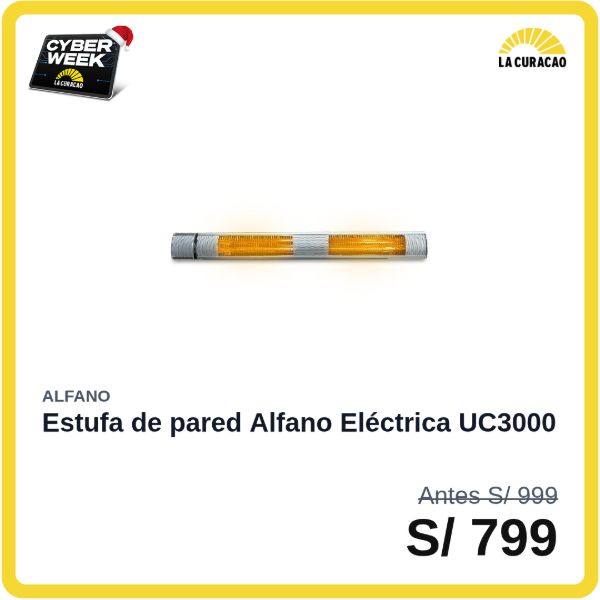 CYBER
WEEK
LA CURACAO
LA CURACAO
ALFANO
Estufa de pared Alfano Eléctrica UC3000
Antes S/ 999
S/ 799